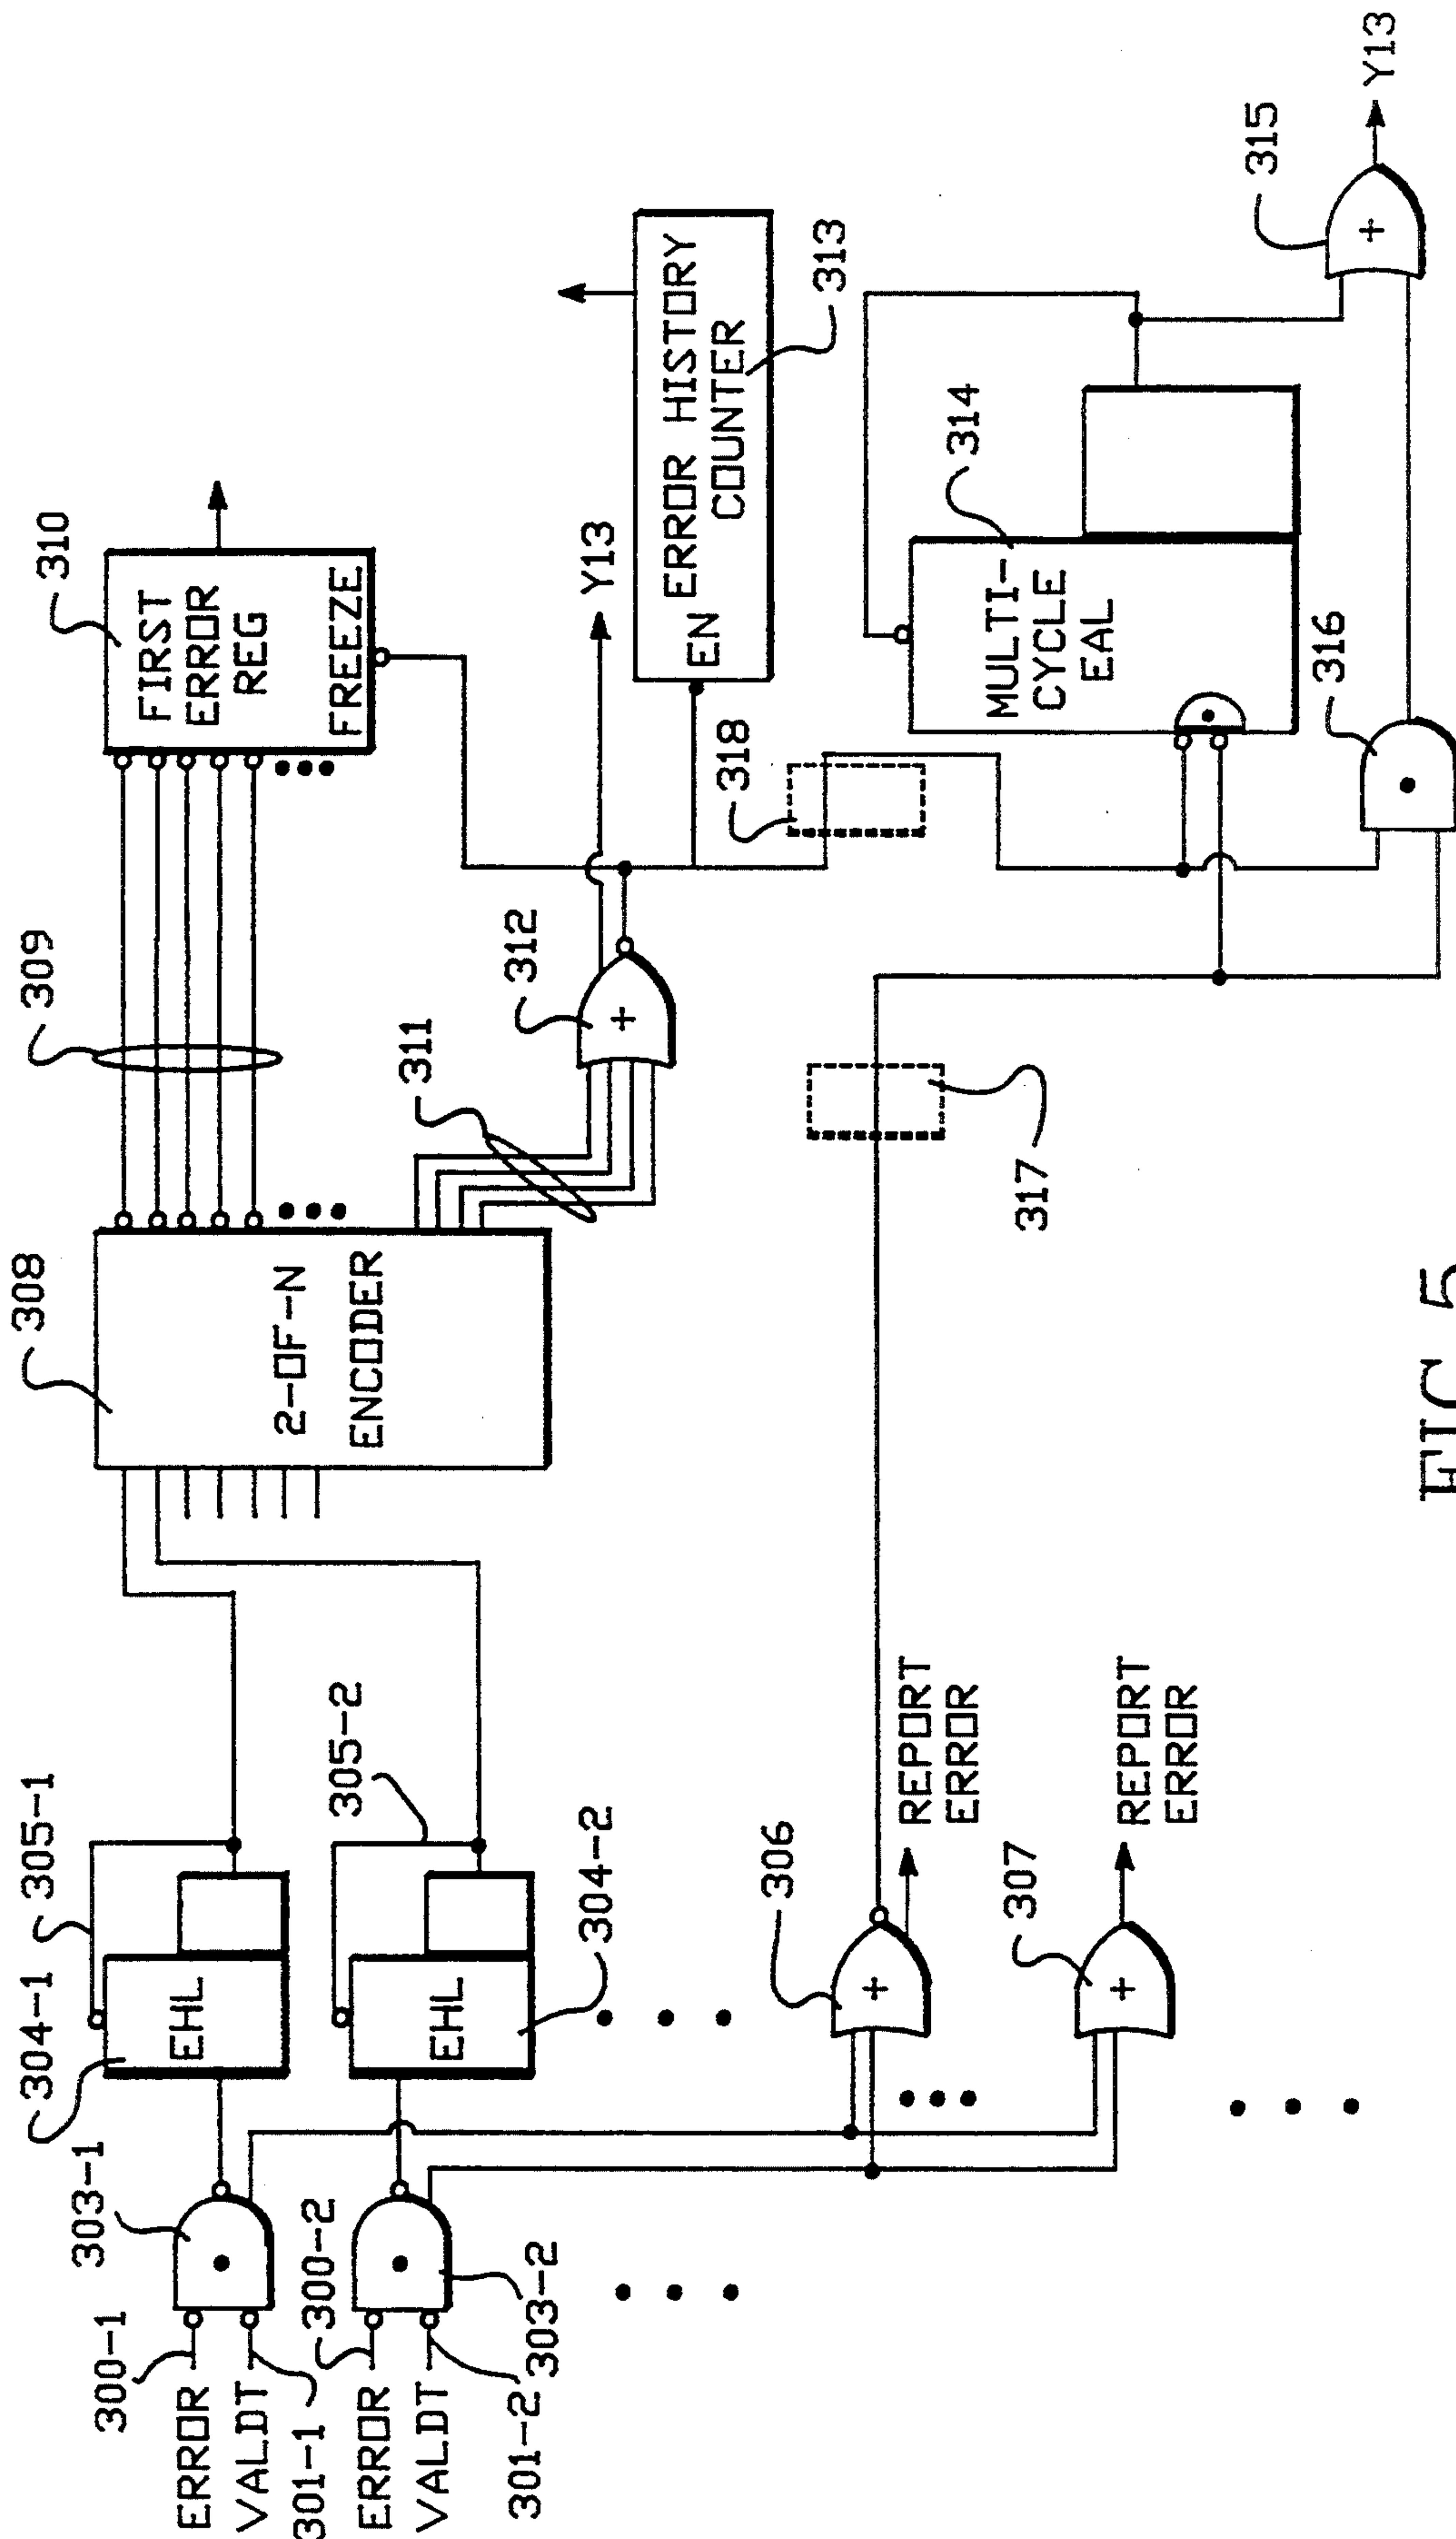 300-1
ERROR
VALDT
301-1
300-2
ERROR
VALDT
301-2
303-1
303-2
304-1
305-1
EHL
305-2
EHL
304-2
306
REPORT
ERROR
307
REPORT
ERROR
308
2-OF-N
ENCODER
309
311
310
FIRST
ERROR
REG
FREEZE
312
Y13
EN
ERROR HISTORY
COUNTER
313
318
317
314
MULTI-
CYCLE
EAL
316
315
Y13
FIG 5